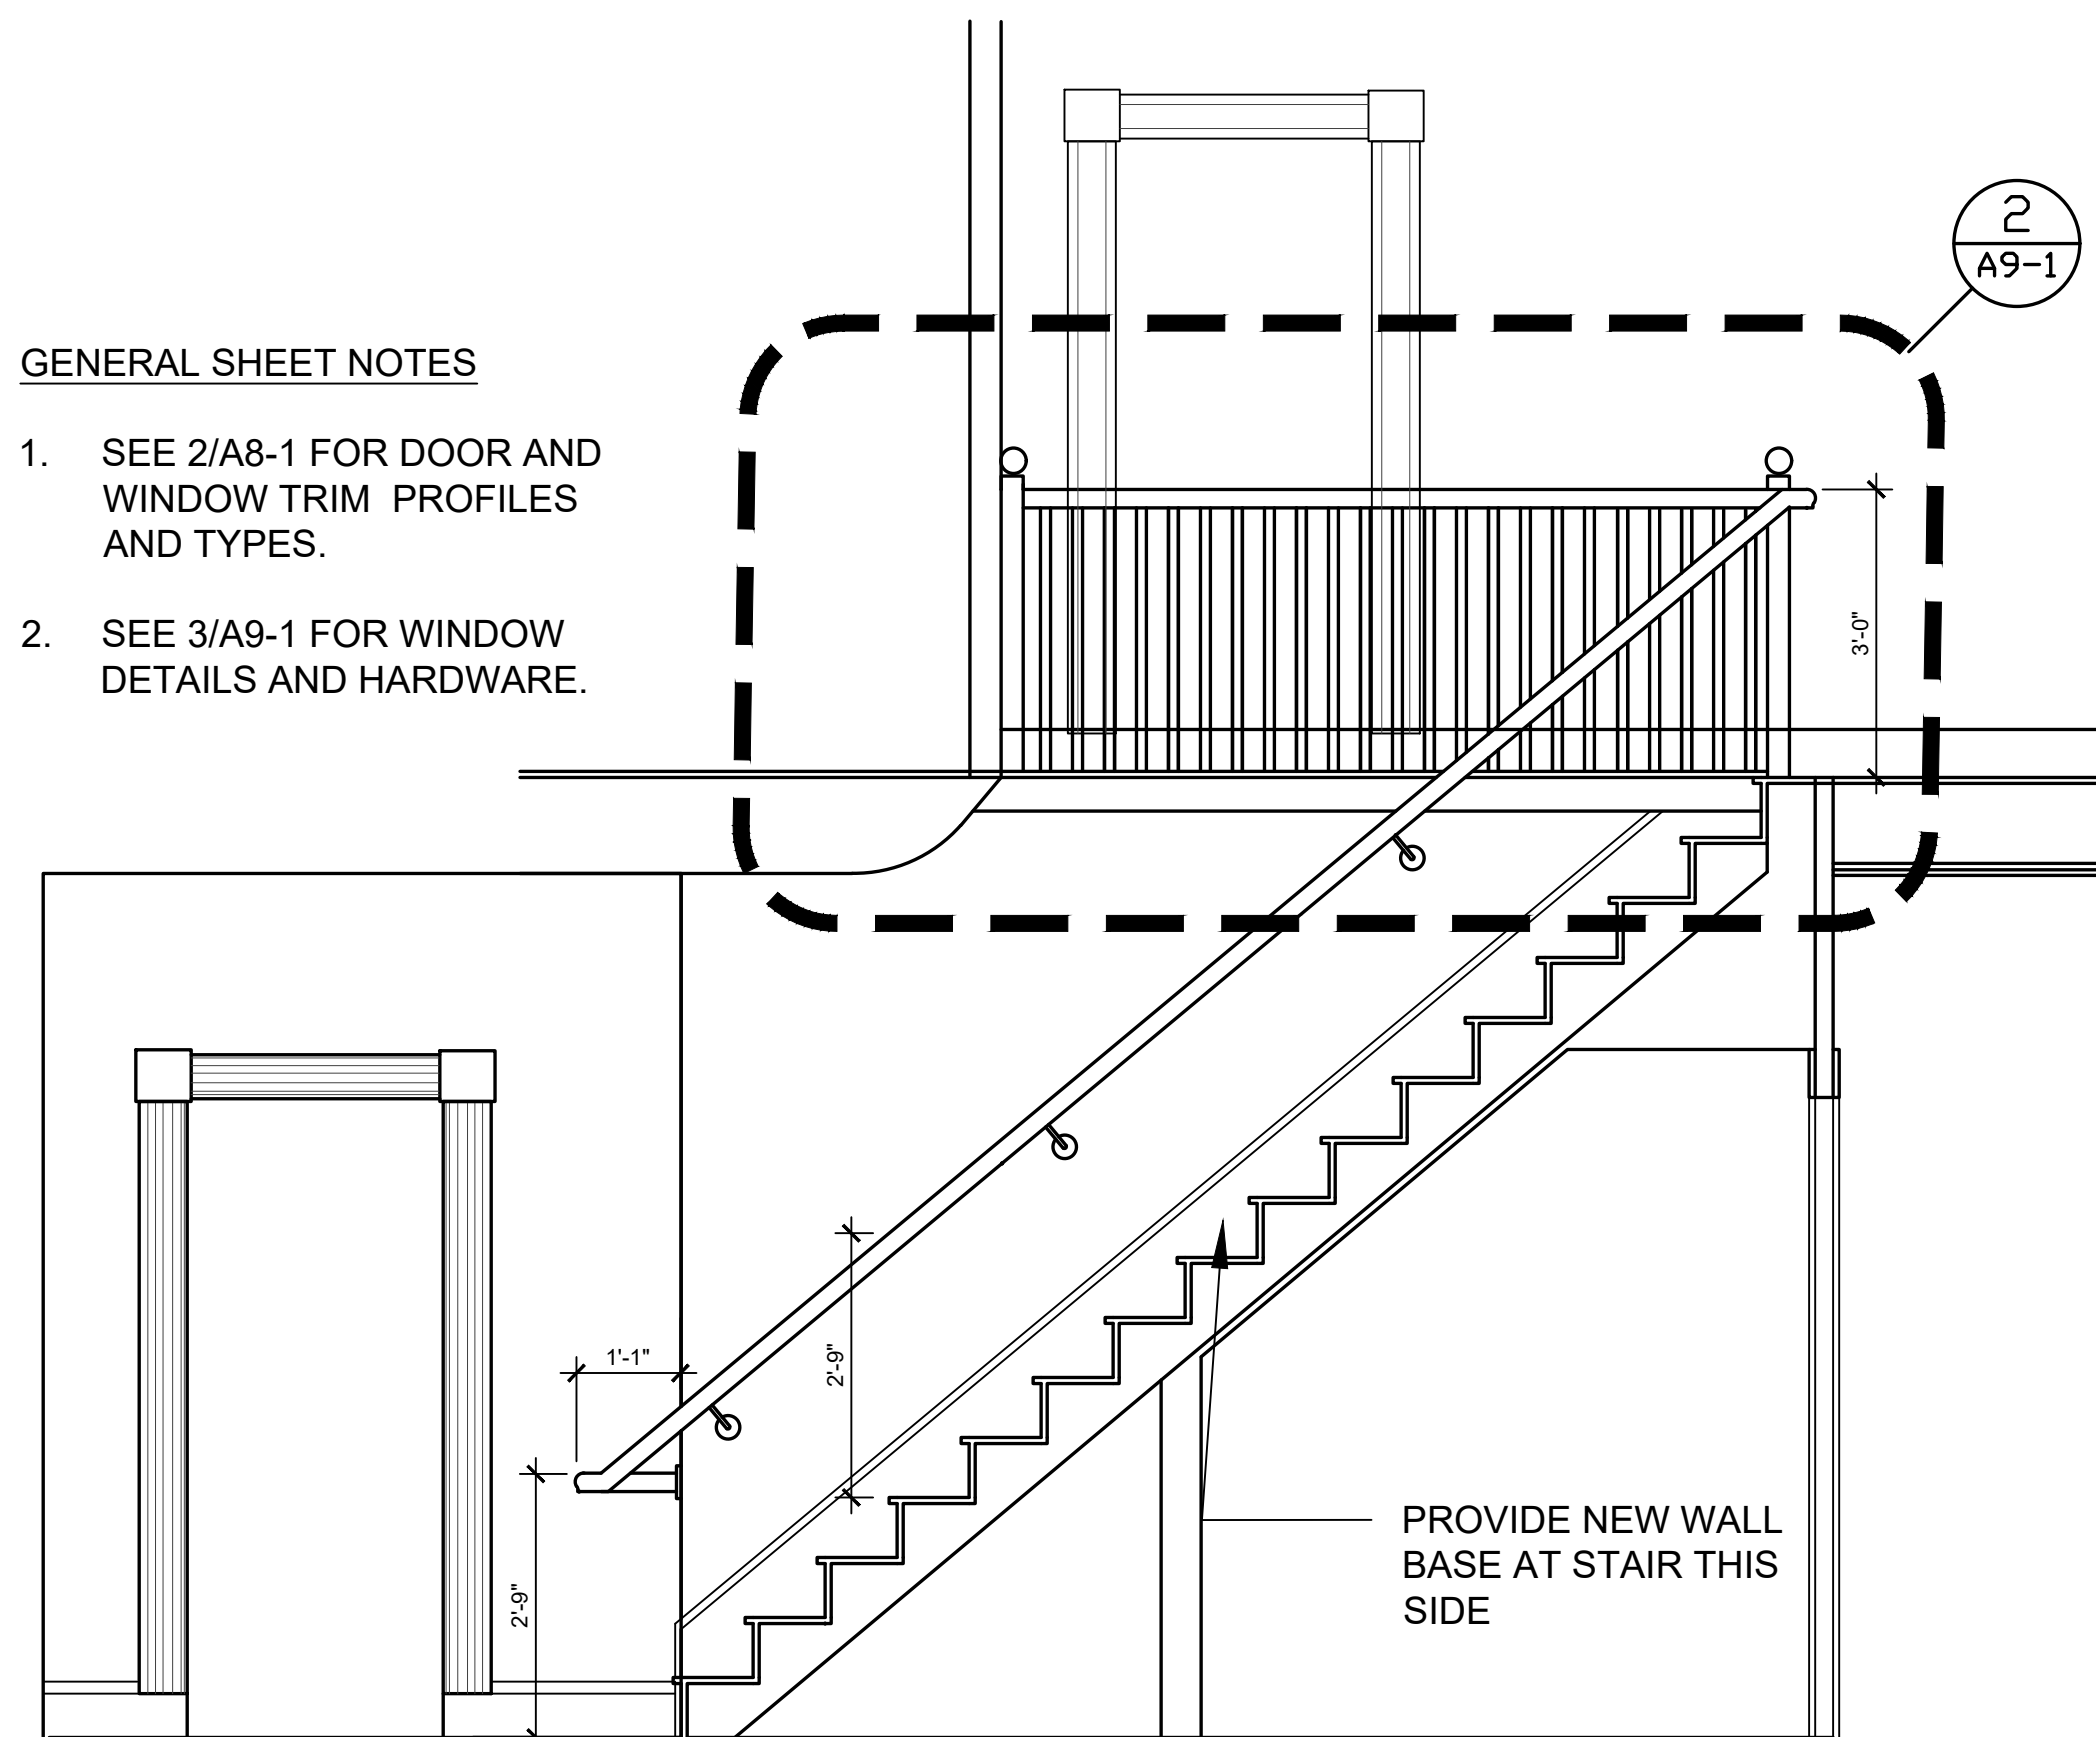 2
A9-1
GENERAL SHEET NOTES
1. SEE 2/A8-1 FOR DOOR AND
WINDOW TRIM PROFILES
AND TYPES.
2. SEE 3/A9-1 FOR WINDOW
DETAILS AND HARDWARE.
3'-0"
1'-1"
2'-9"
2'-9"
PROVIDE NEW WALL
BASE AT STAIR THIS
SIDE